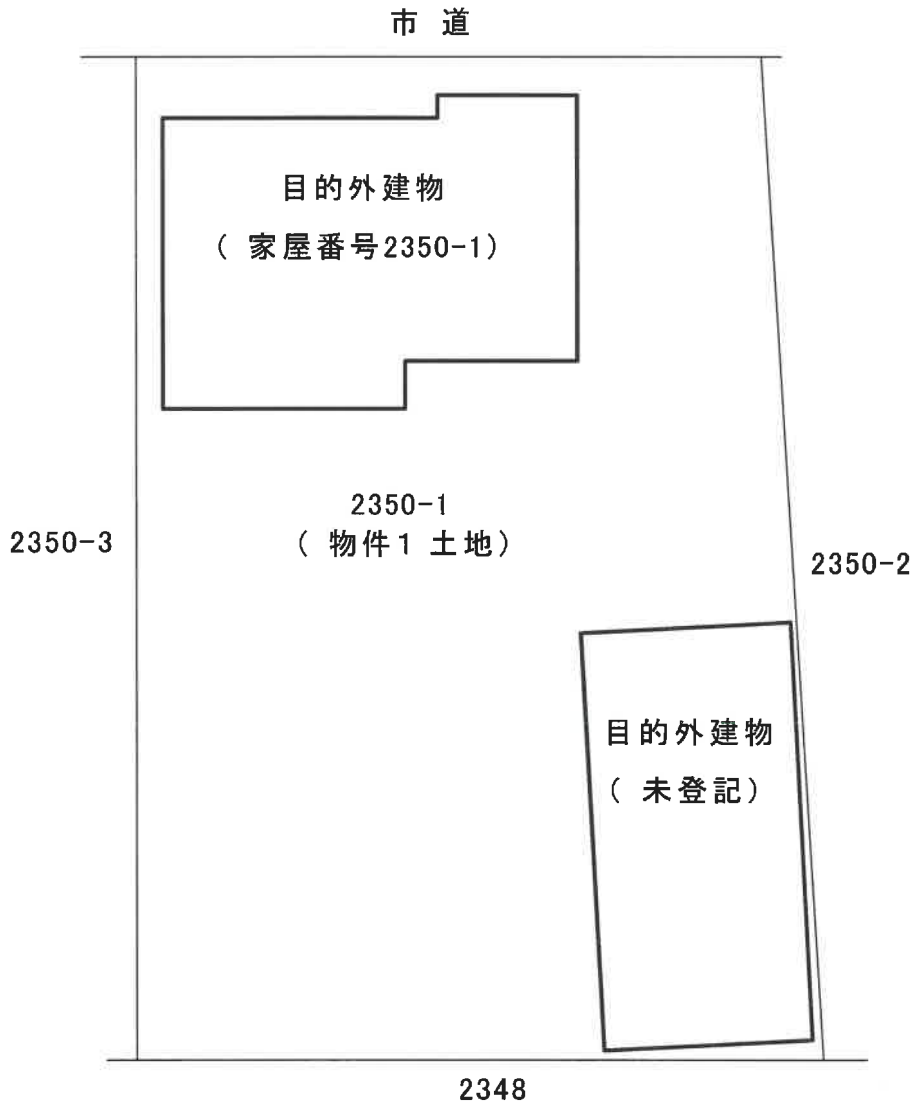 市道
目的外建物
(家屋番号2350-1)
2350-1
(物件1 土地)
2350-3
2350-2
目的外建物
(未登記)
2348